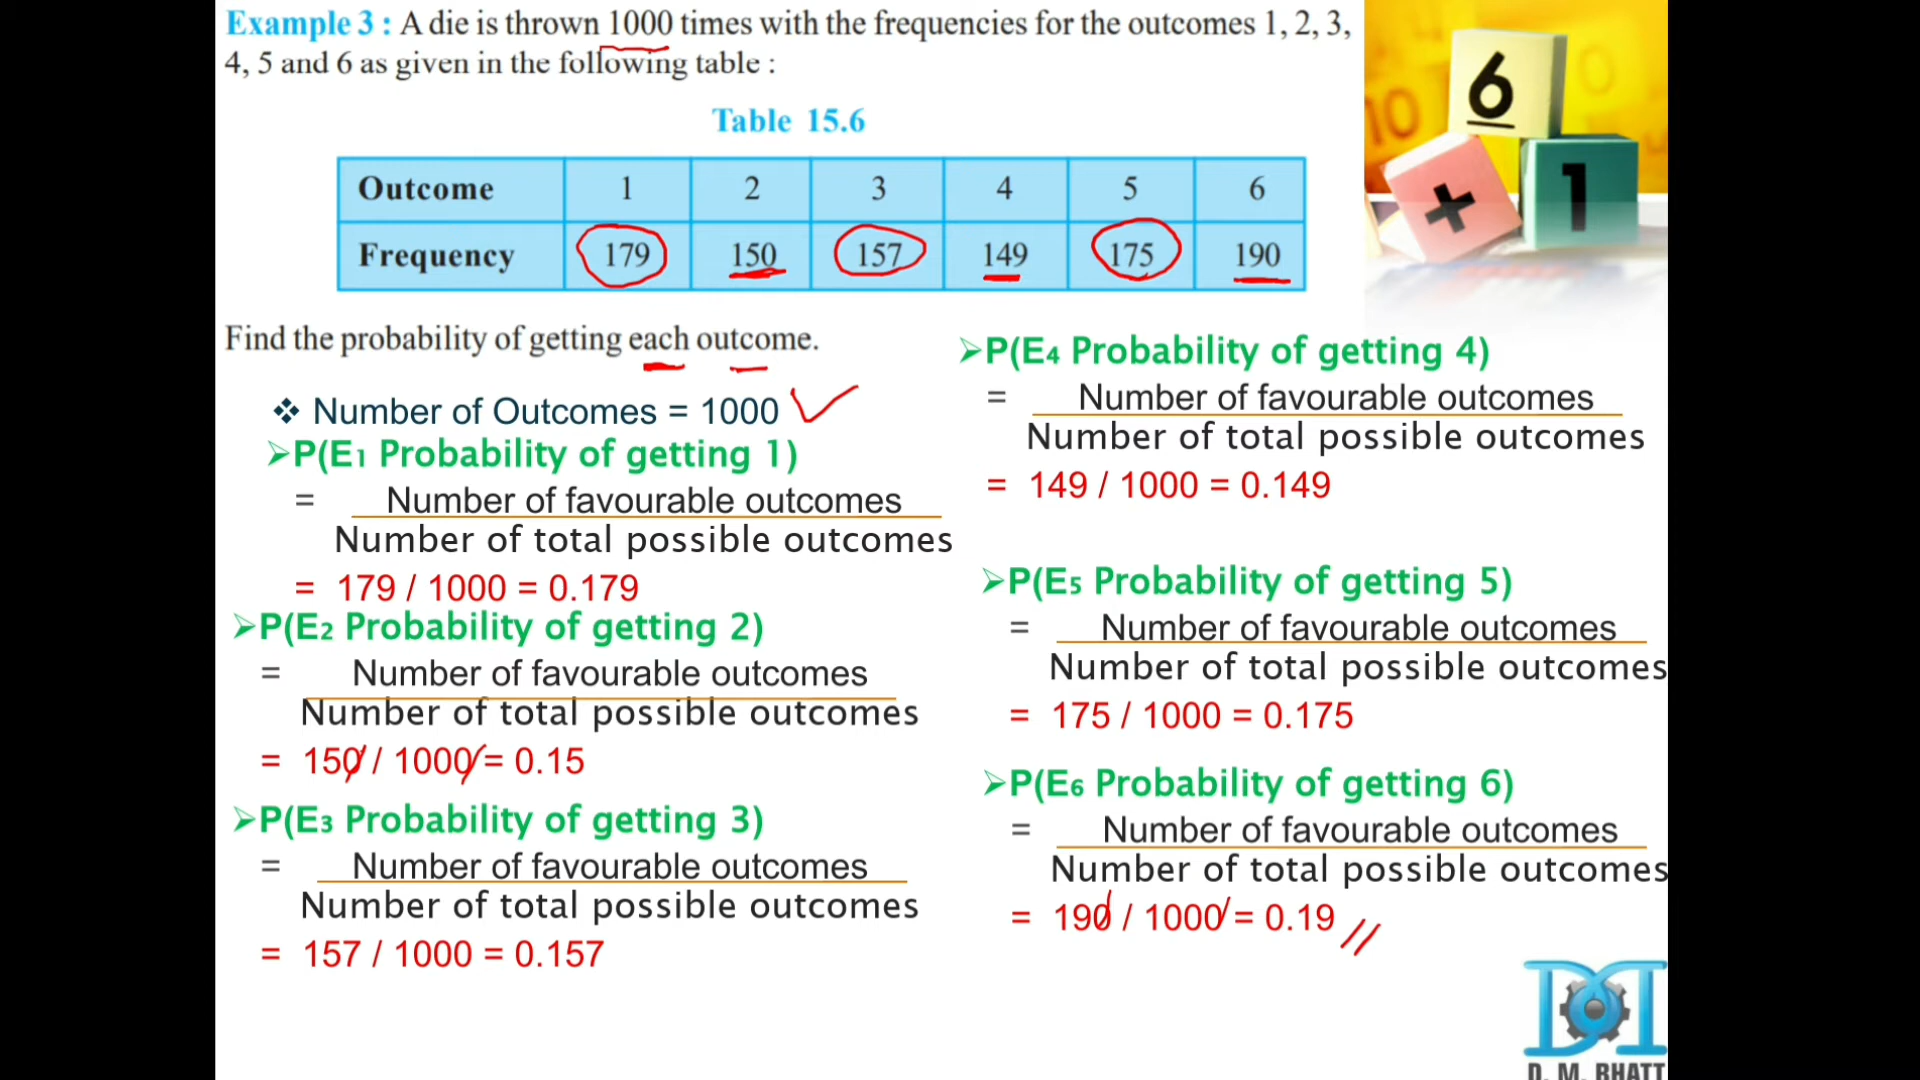 Example 3 : A die is thrown 1000 times with the frequencies for the outcomes 1, 2, 3,
4, 5 and 6 as given in the following table :
Table 15.6
Outcome 1 2 3 4 5 6
Frequency 179 150 157 149 175 190
Find the probability of getting each outcome.
❖ Number of Outcomes = 1000
➢P(E1 Probability of getting 1)
= Number of favourable outcomes
Number of total possible outcomes
= 179 / 1000 = 0.179
➢P(E2 Probability of getting 2)
= Number of favourable outcomes
Number of total possible outcomes
= 150 / 1000 = 0.15
➢P(E3 Probability of getting 3)
= Number of favourable outcomes
Number of total possible outcomes
= 157 / 1000 = 0.157
➢P(E4 Probability of getting 4)
= Number of favourable outcomes
Number of total possible outcomes
= 149 / 1000 = 0.149
➢P(E5 Probability of getting 5)
= Number of favourable outcomes
Number of total possible outcomes
= 175 / 1000 = 0.175
➢P(E6 Probability of getting 6)
= Number of favourable outcomes
Number of total possible outcomes
= 190 / 1000 = 0.19
6
+ 1
10
D. M. BHATT